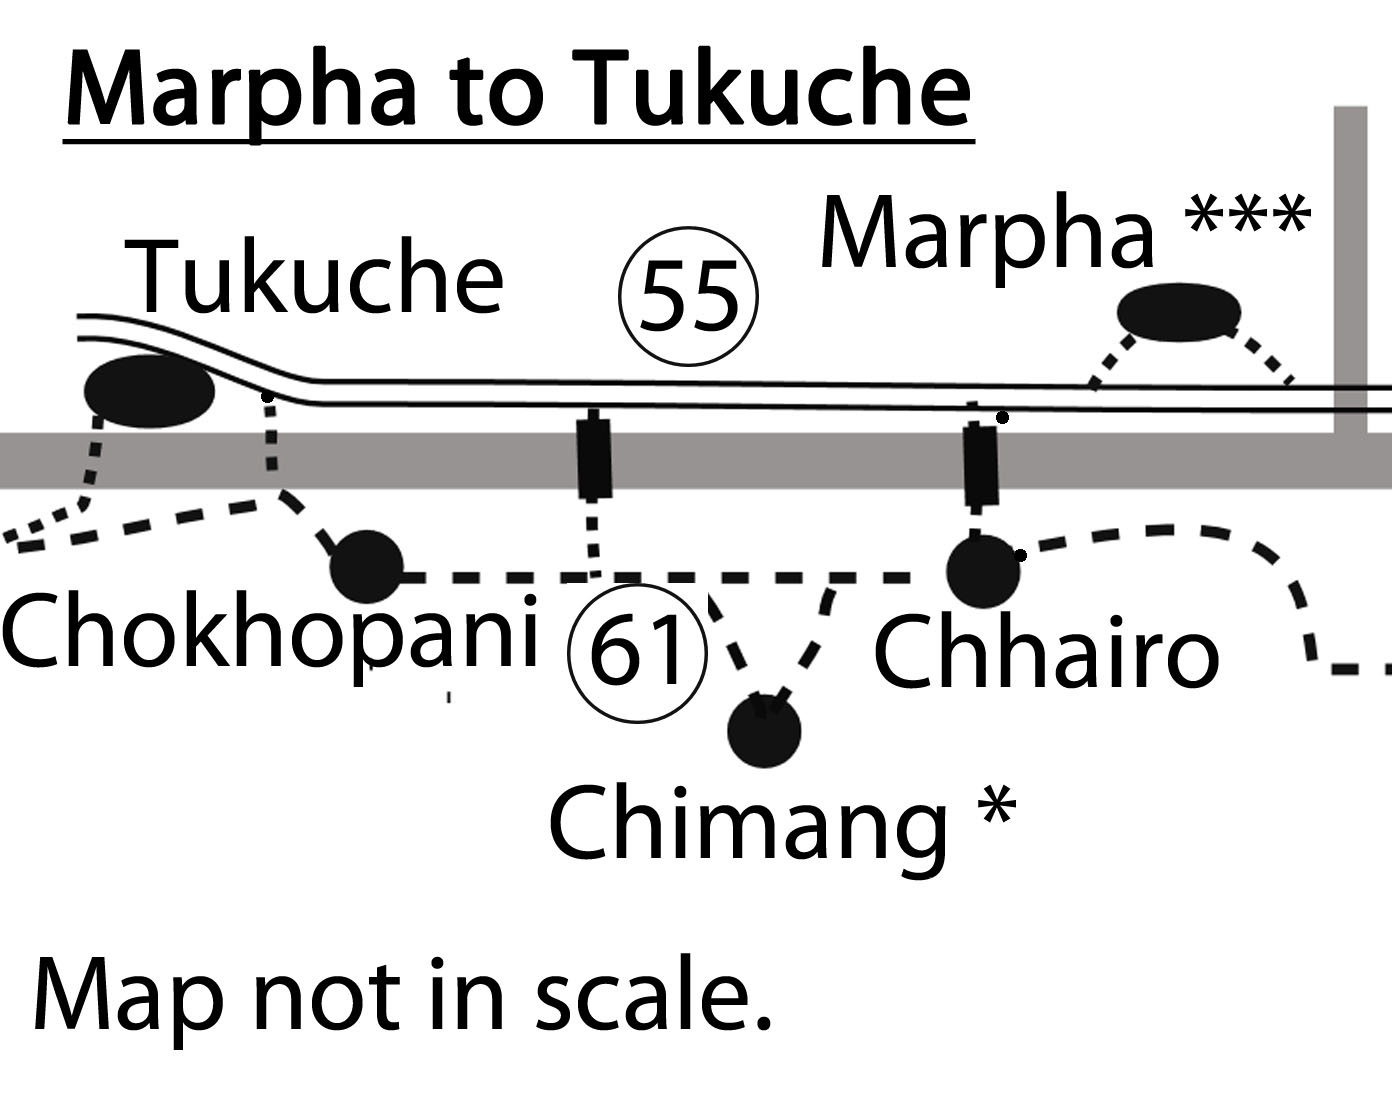 Marpha to Tukuche
Marpha ***
Tukuche
55
Chokhopani
61
Chhairo
Chimang *
Map not in scale.